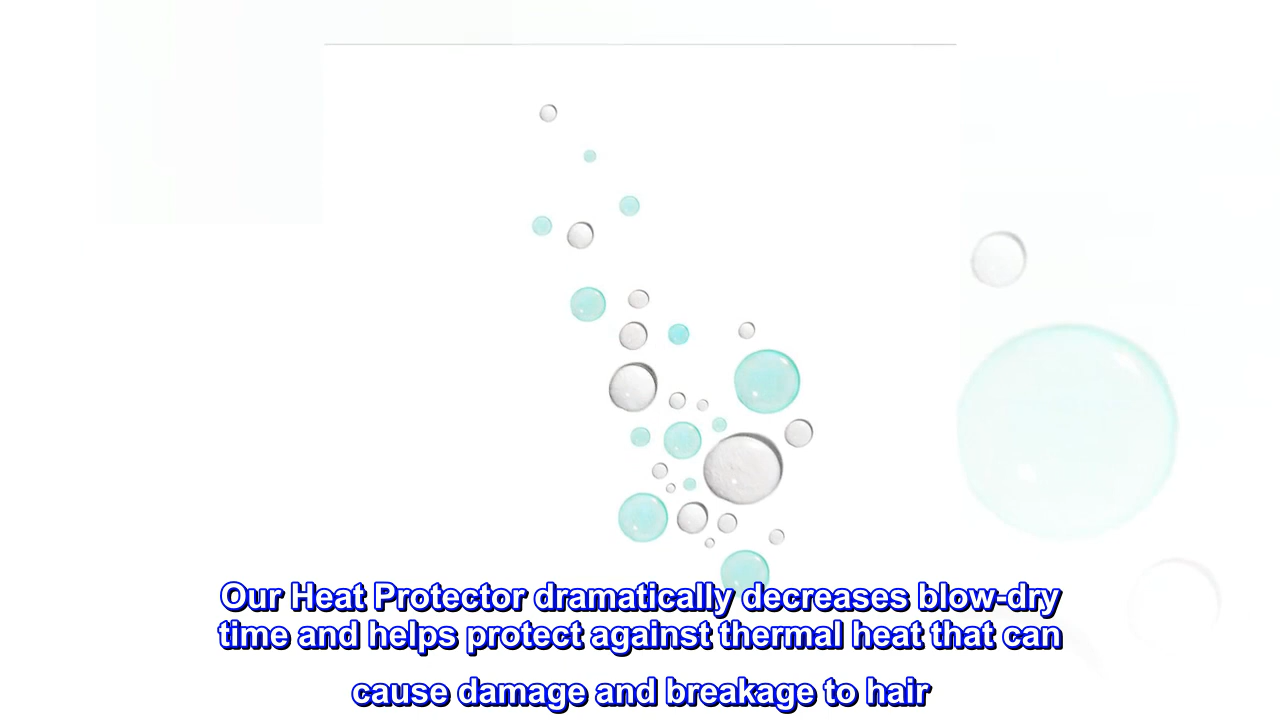 Our Heat Protector dramatically decreases blow-dry
time and helps protect against thermal heat that can
cause damage and breakage to hair